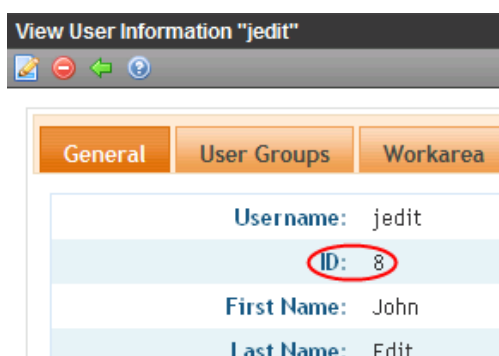 View User Information "jedit"
General User Groups Workarea
Username: jedit
ID: 8
First Name: John
Last Name: Edit